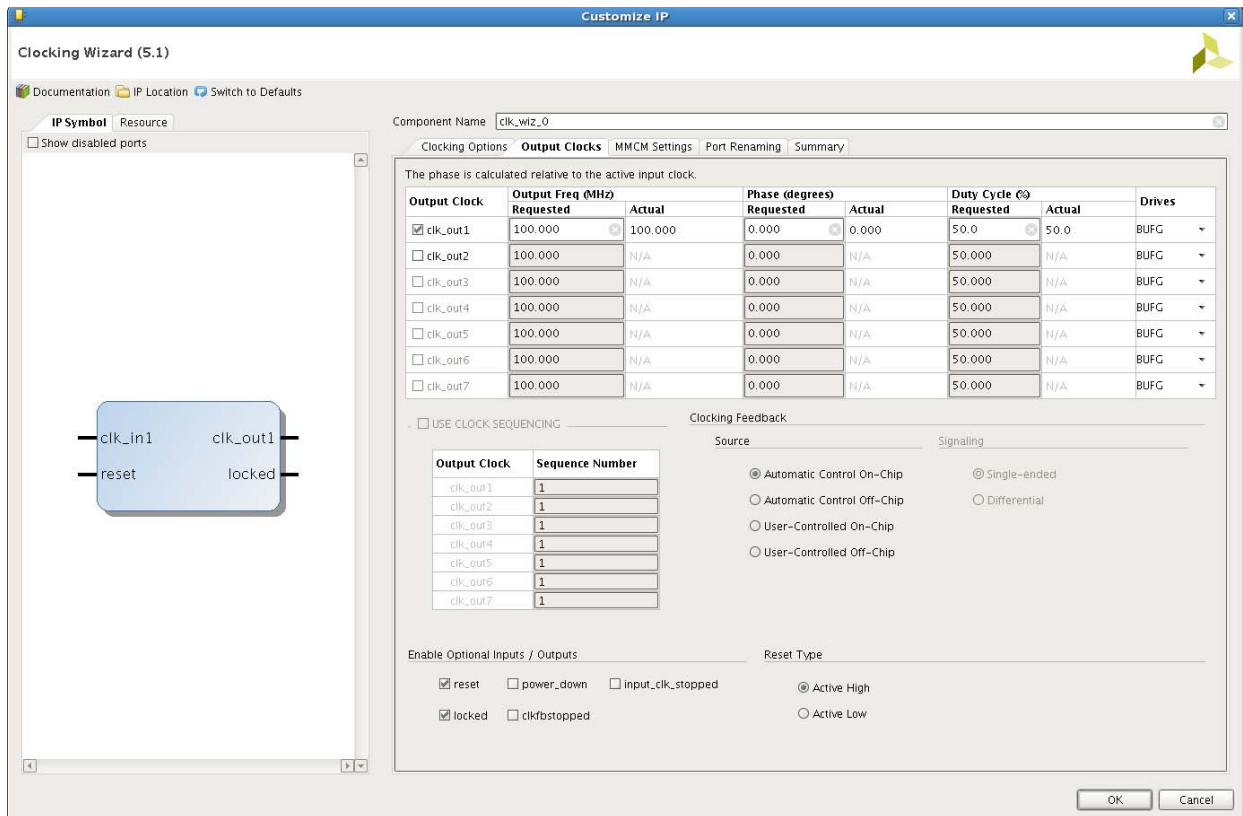 Customize IP
Clocking Wizard (5.1)
Documentation IP Location Switch to Defaults
IP Symbol Resource
Show disabled ports
clk_in1 clk_out1
reset locked
Component Name clk_wiz_0
Clocking Options Output Clocks MMCM Settings Port Renaming Summary
The phase is calculated relative to the active input clock.
Output Clock Output Freq (MHz) Phase (degrees) Duty Cycle (%) Drives
Requested Actual Requested Actual Requested Actual
clk_out1 100.000 100.000 0.000 0.000 50.0 50.0 BUFG
clk_out2 100.000 N/A 0.000 N/A 50.000 N/A BUFG
clk_out3 100.000 N/A 0.000 N/A 50.000 N/A BUFG
clk_out4 100.000 N/A 0.000 N/A 50.000 N/A BUFG
clk_out5 100.000 N/A 0.000 N/A 50.000 N/A BUFG
clk_out6 100.000 N/A 0.000 N/A 50.000 N/A BUFG
clk_out7 100.000 N/A 0.000 N/A 50.000 N/A BUFG
USE CLOCK SEQUENCING
Output Clock Sequence Number
clk_out1 1
clk_out2 1
clk_out3 1
clk_out4 1
clk_out5 1
clk_out6 1
clk_out7 1
Clocking Feedback
Source Signaling
Automatic Control On-Chip Single-ended
Automatic Control Off-Chip Differential
User-Controlled On-Chip
User-Controlled Off-Chip
Enable Optional Inputs / Outputs
reset power_down input_clk_stopped
locked clkfbstopped
Reset Type
Active High
Active Low
OK Cancel